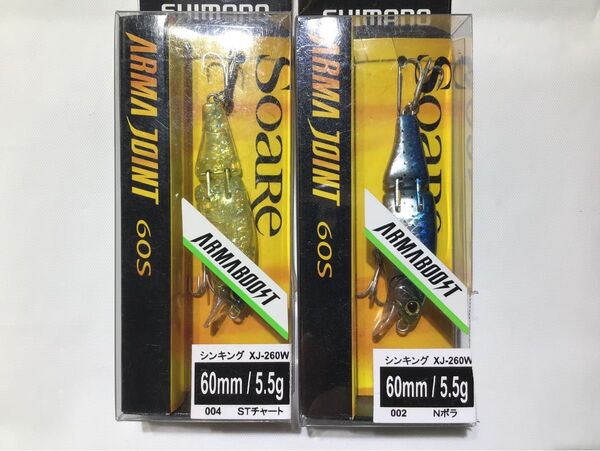 SHIMANO
ARMA JOINT 60S
Soare
ARMABOOST
シンキング XJ-260W
60mm / 5.5g
004 STチャート
SHIMANO
ARMA JOINT 60S
Soare
ARMABOOST
シンキング XJ-260W
60mm / 5.5g
002 Nボラ